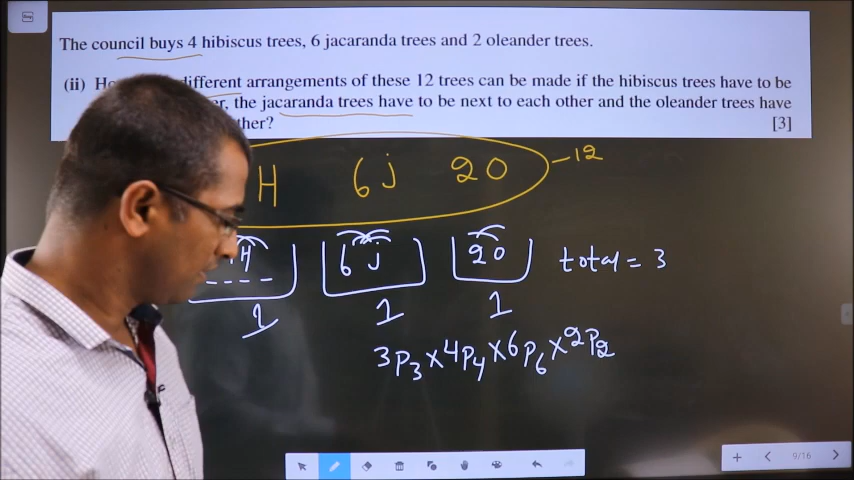 The council buys 4 hibiscus trees, 6 jacaranda trees and 2 oleander trees.
(ii) different arrangements of these 12 trees can be made if the hibiscus trees have to be
the jacaranda trees have to be next to each other and the oleander trees have
[3]
H 6J 2O – 12
H 6J 2O total = 3
1 1 1
3P3 × 4P4 × 6P6 × 2P2
9/16